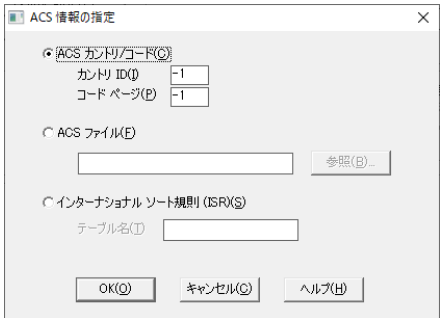 ACS 情報の指定
ACS カントリ/コード(C)
カントリ ID(I) -1
コード ページ(P) -1
ACS ファイル(F)
参照(B)...
インターナショナル ソート規則 (ISR)(S)
テーブル名(T)
OK(O) キャンセル(C) ヘルプ(H)